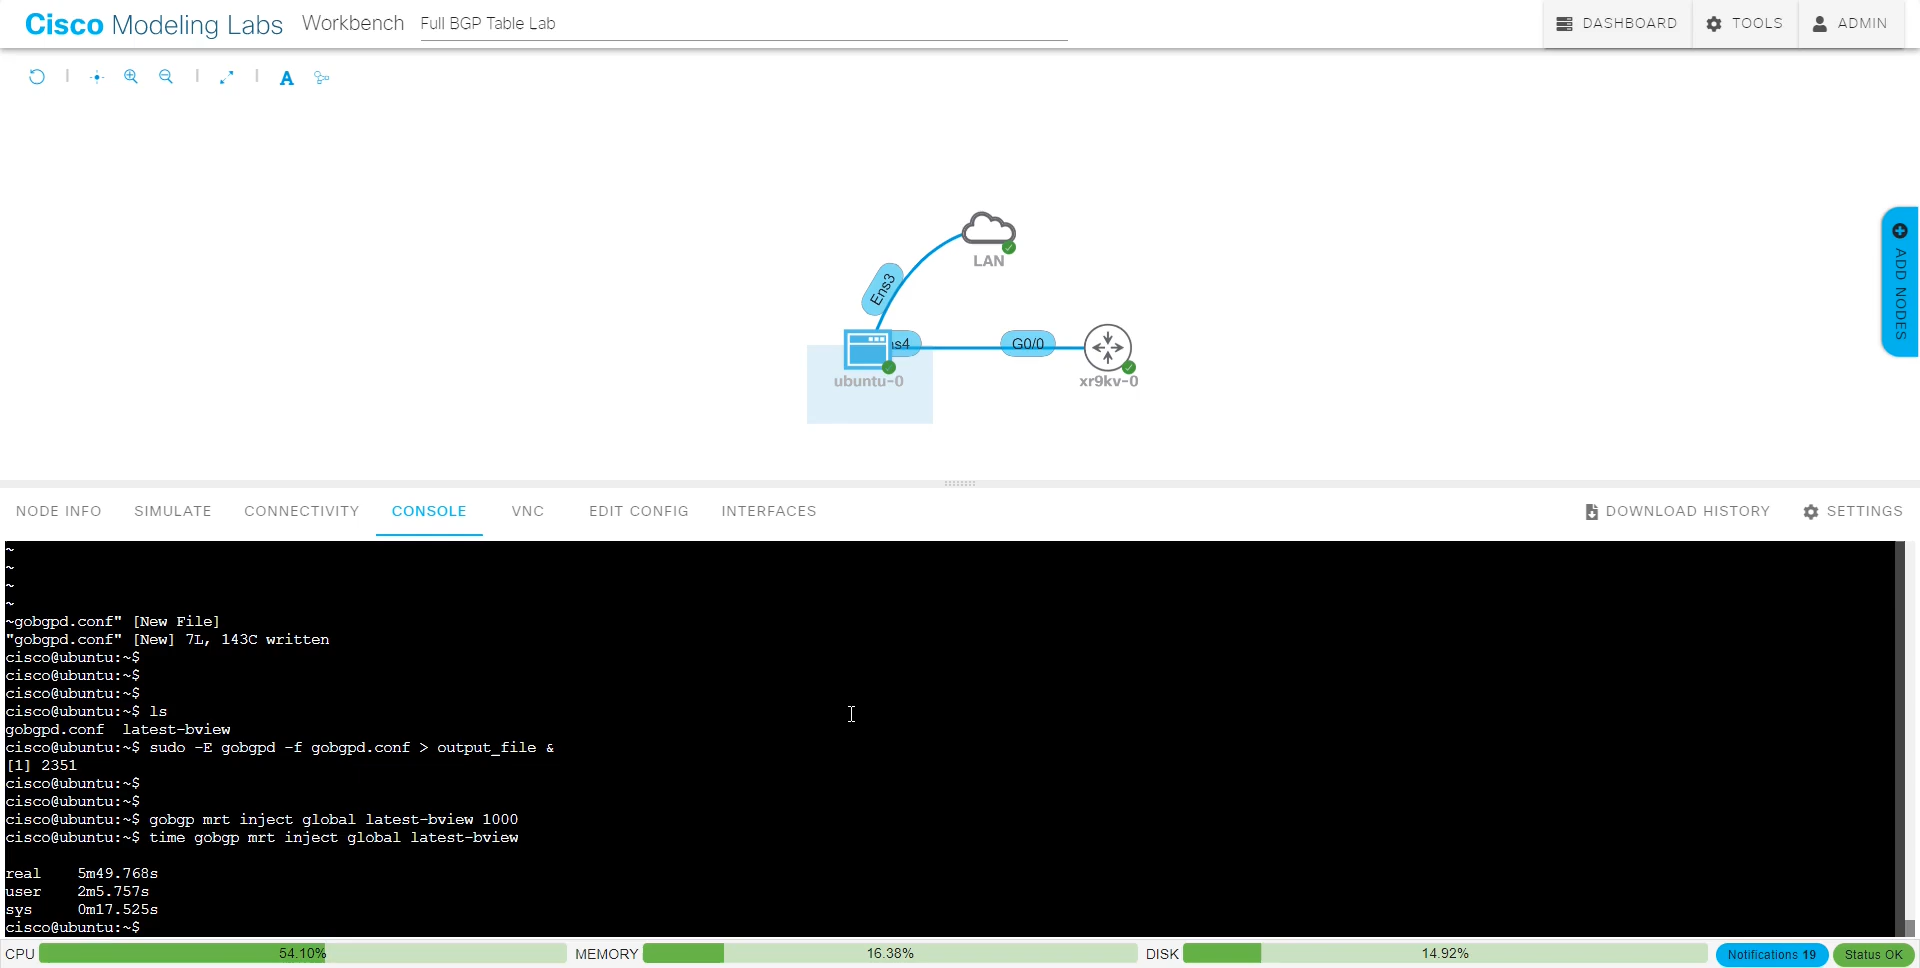 Cisco Modeling Labs Workbench Full BGP Table Lab DASHBOARD TOOLS ADMIN
A
LAN
Ens3
ADD NODES
s4 G0/0
ubuntu-0 xr9kv-0
NODE INFO SIMULATE CONNECTIVITY CONSOLE VNC EDIT CONFIG INTERFACES DOWNLOAD HISTORY SETTINGS
~
~
~
~
~gobgpd.conf" [New File]
"gobgpd.conf" [New] 7L, 143C written
cisco@ubuntu:~$
cisco@ubuntu:~$
cisco@ubuntu:~$
cisco@ubuntu:~$ ls
gobgpd.conf  latest-bview
cisco@ubuntu:~$ sudo -E gobgpd -f gobgpd.conf > output_file &
[1] 2351
cisco@ubuntu:~$
cisco@ubuntu:~$
cisco@ubuntu:~$ gobgp mrt inject global latest-bview 1000
cisco@ubuntu:~$ time gobgp mrt inject global latest-bview
real    5m49.768s
user    2m5.757s
sys     0m17.525s
cisco@ubuntu:~$
CPU 54.10% MEMORY 16.38% DISK 14.92% Notifications 19 Status OK